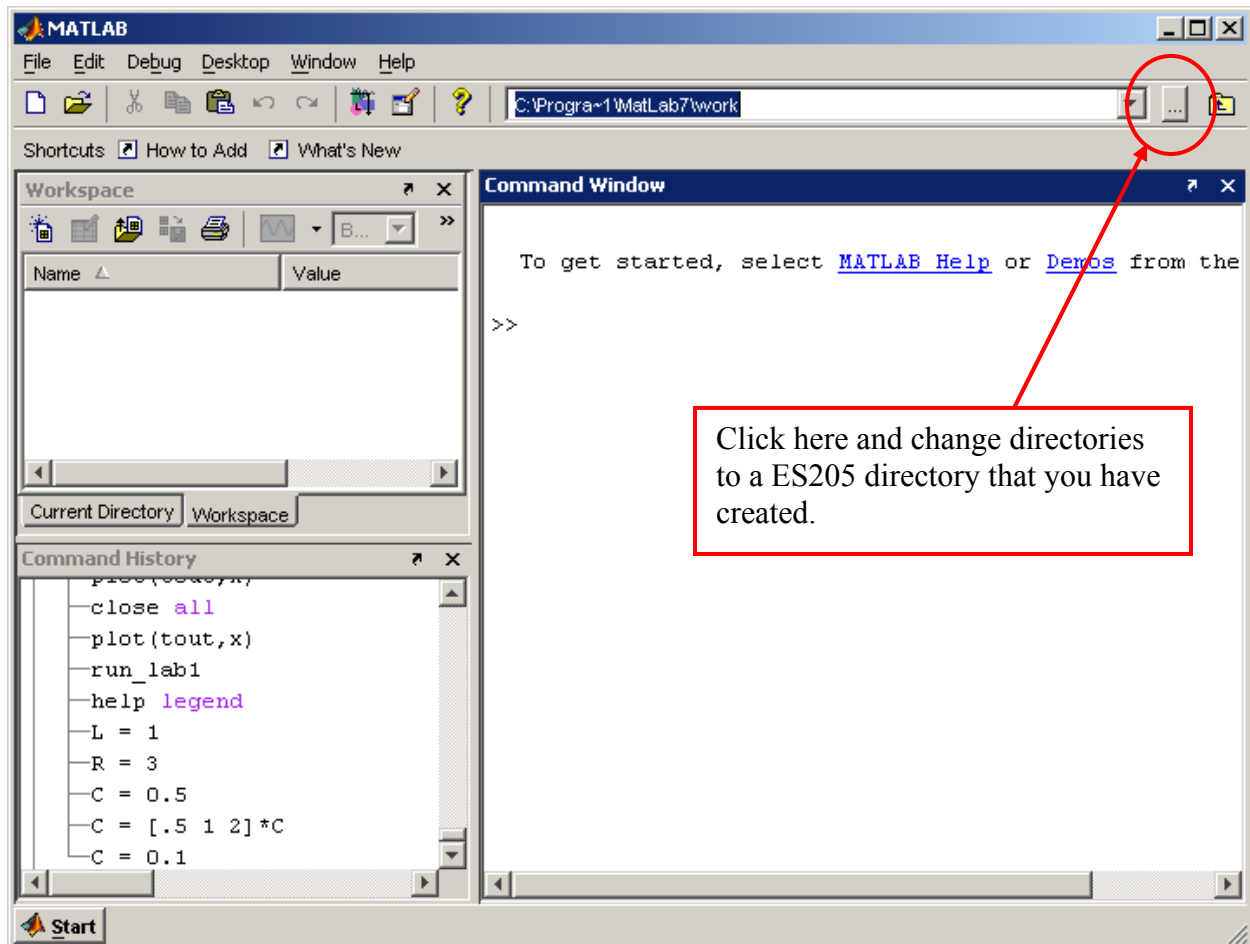 MATLAB
File Edit Debug Desktop Window Help
C:\Progra~1\MatLab7\work
...
Shortcuts How to Add What's New
Workspace
B...
»
Name Value
Current Directory Workspace
Command History
plot(tout,x)
close all
plot(tout,x)
run_lab1
help legend
L = 1
R = 3
C = 0.5
C = [.5 1 2]*C
C = 0.1
Command Window
To get started, select MATLAB Help or Demos from the
>>
Click here and change directories
to a ES205 directory that you have
created.
Start